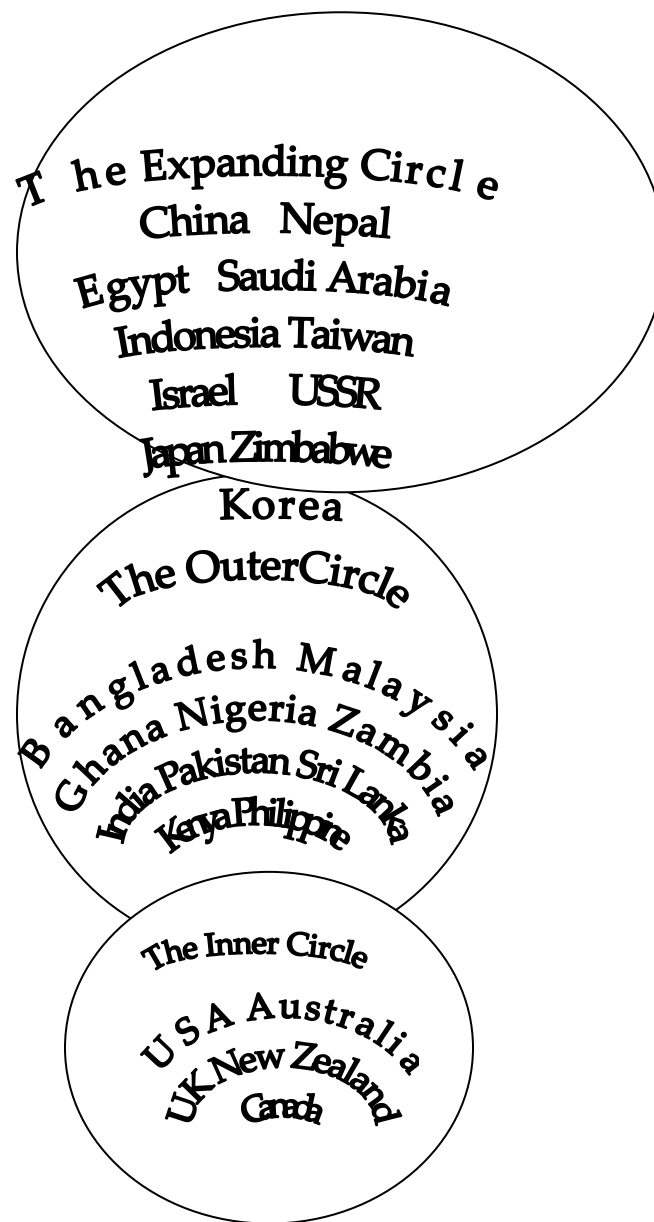 The Expanding Circle
China Nepal
Egypt Saudi Arabia
Indonesia Taiwan
Israel USSR
Japan Zimbabwe
Korea
The OuterCircle
Bangladesh Malaysia
Ghana Nigeria Zambia
India Pakistan Sri Lanka
Kenya Philippine
The Inner Circle
USA Australia
UK New Zealand
Canada